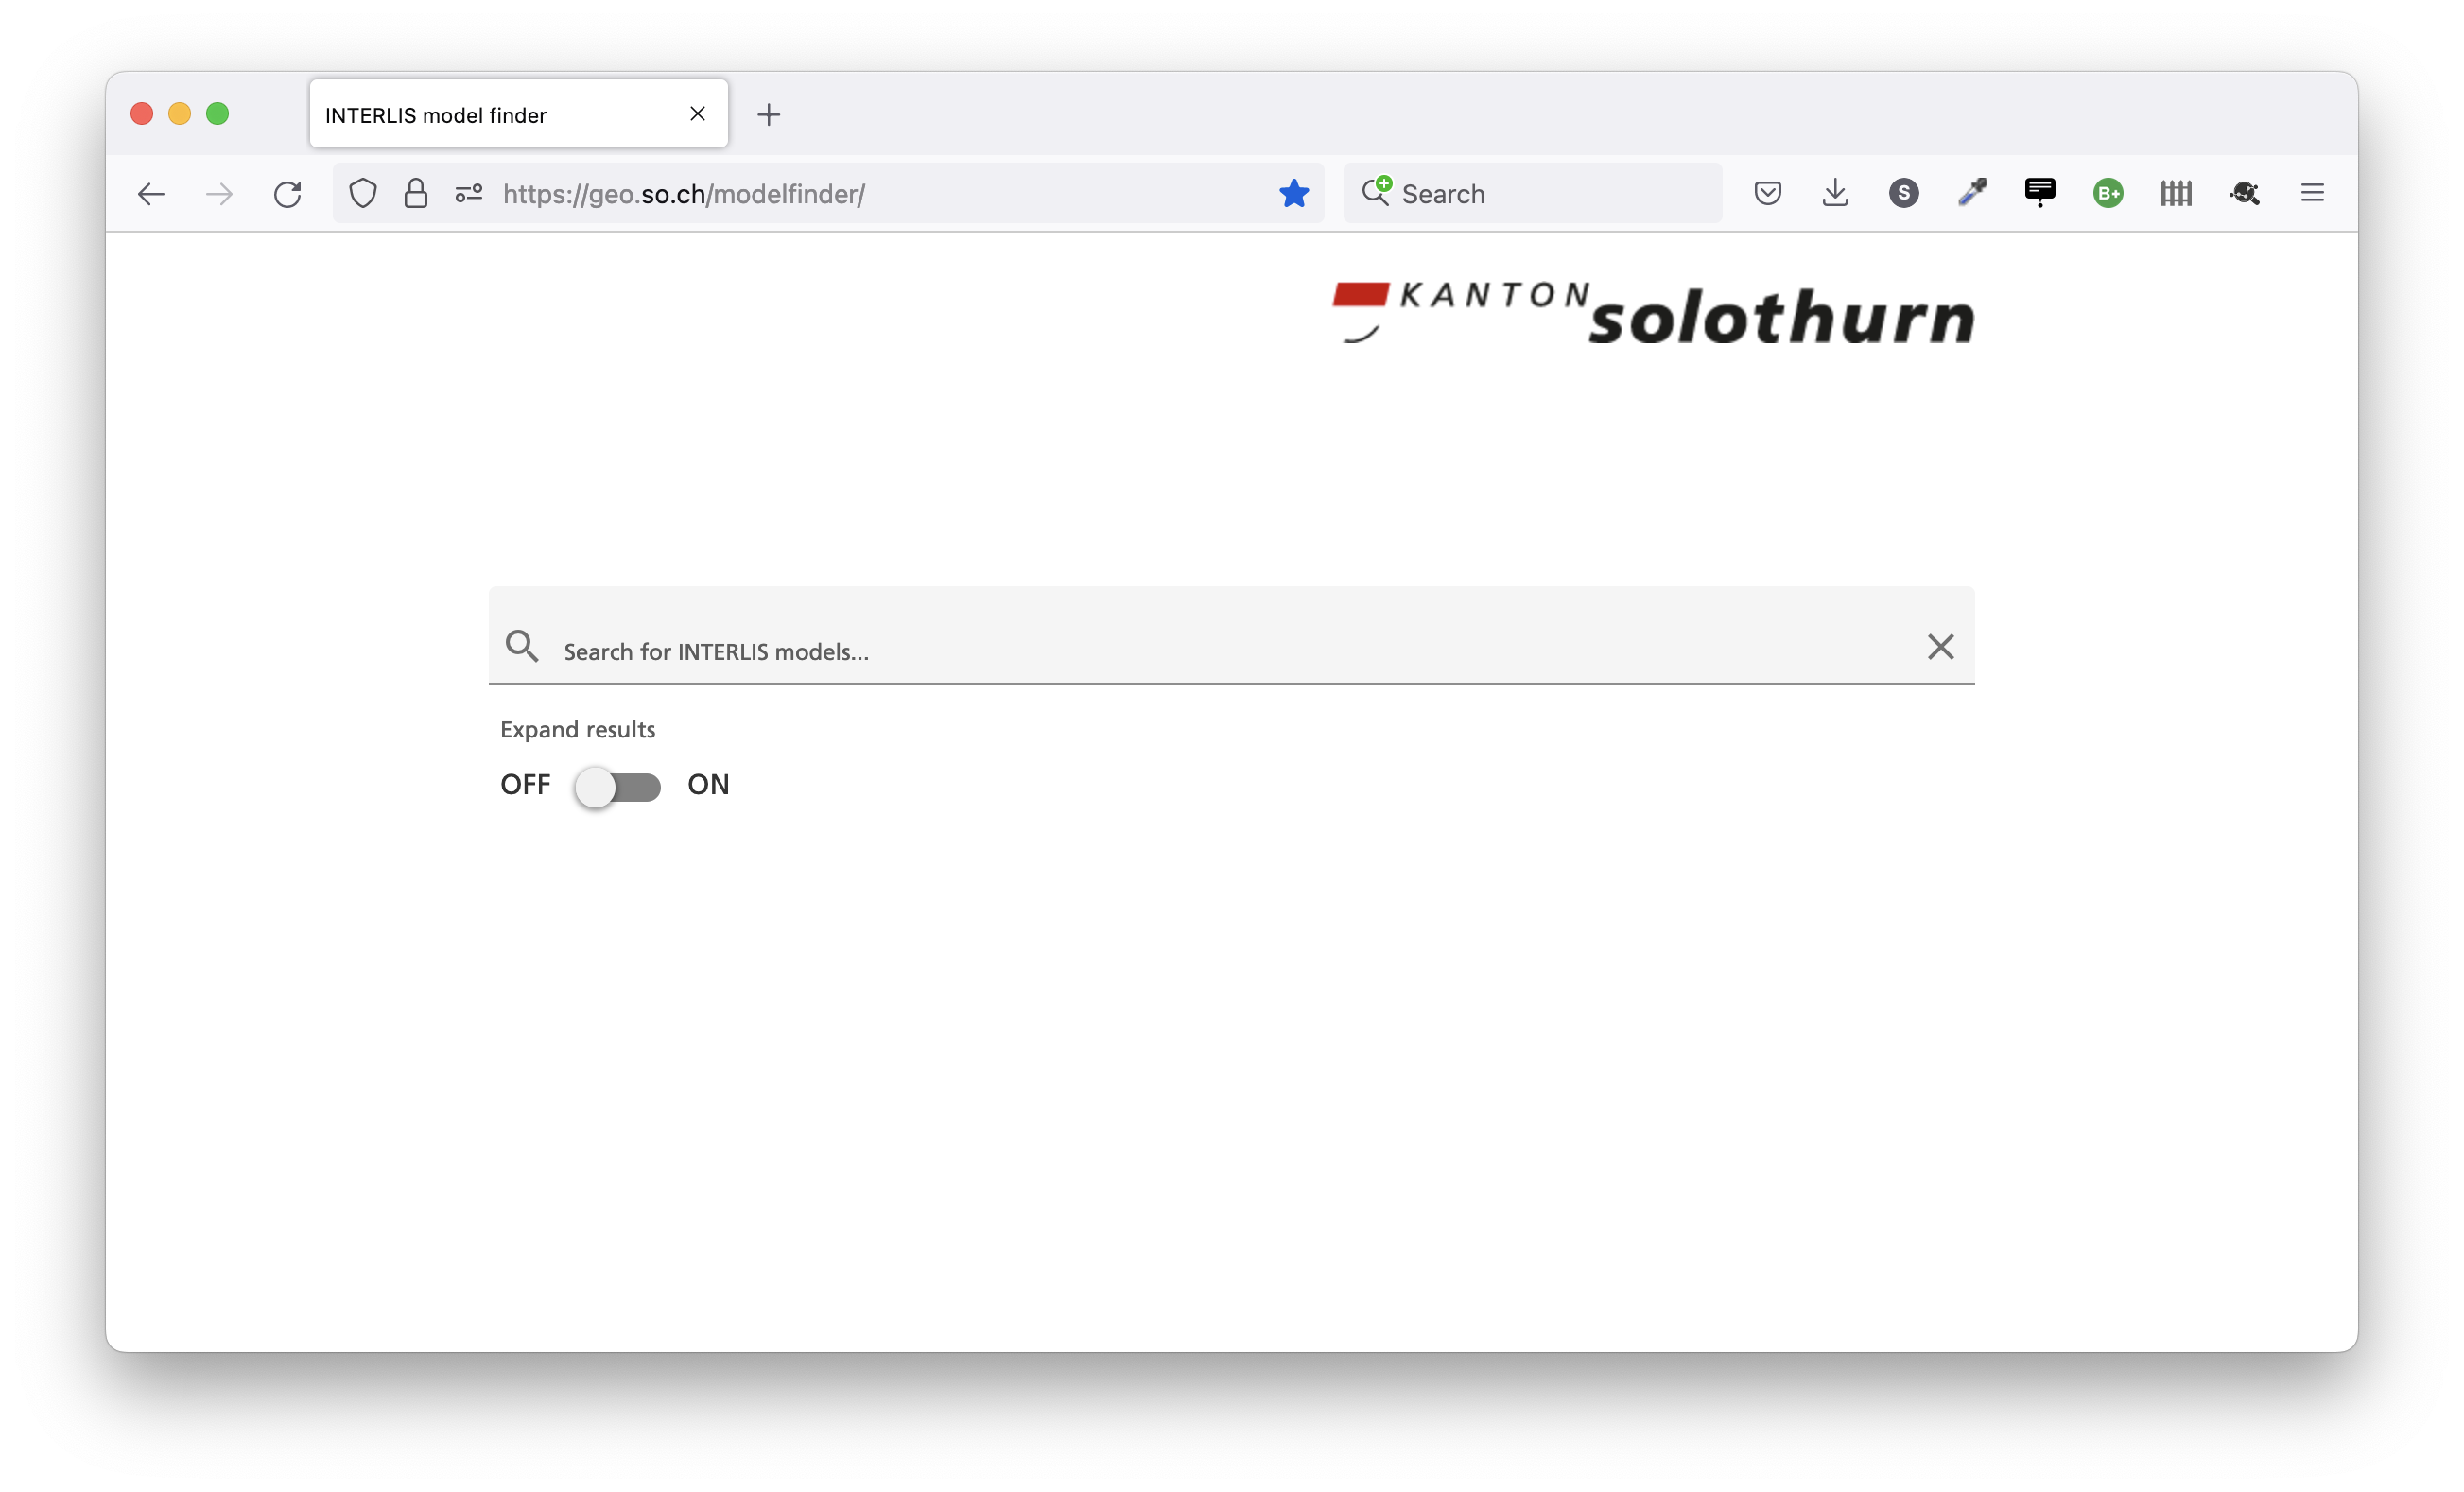 INTERLIS model finder
https://geo.so.ch/modelfinder/
Search
S
B+
KANTON solothurn
Search for INTERLIS models...
Expand results
OFF ON